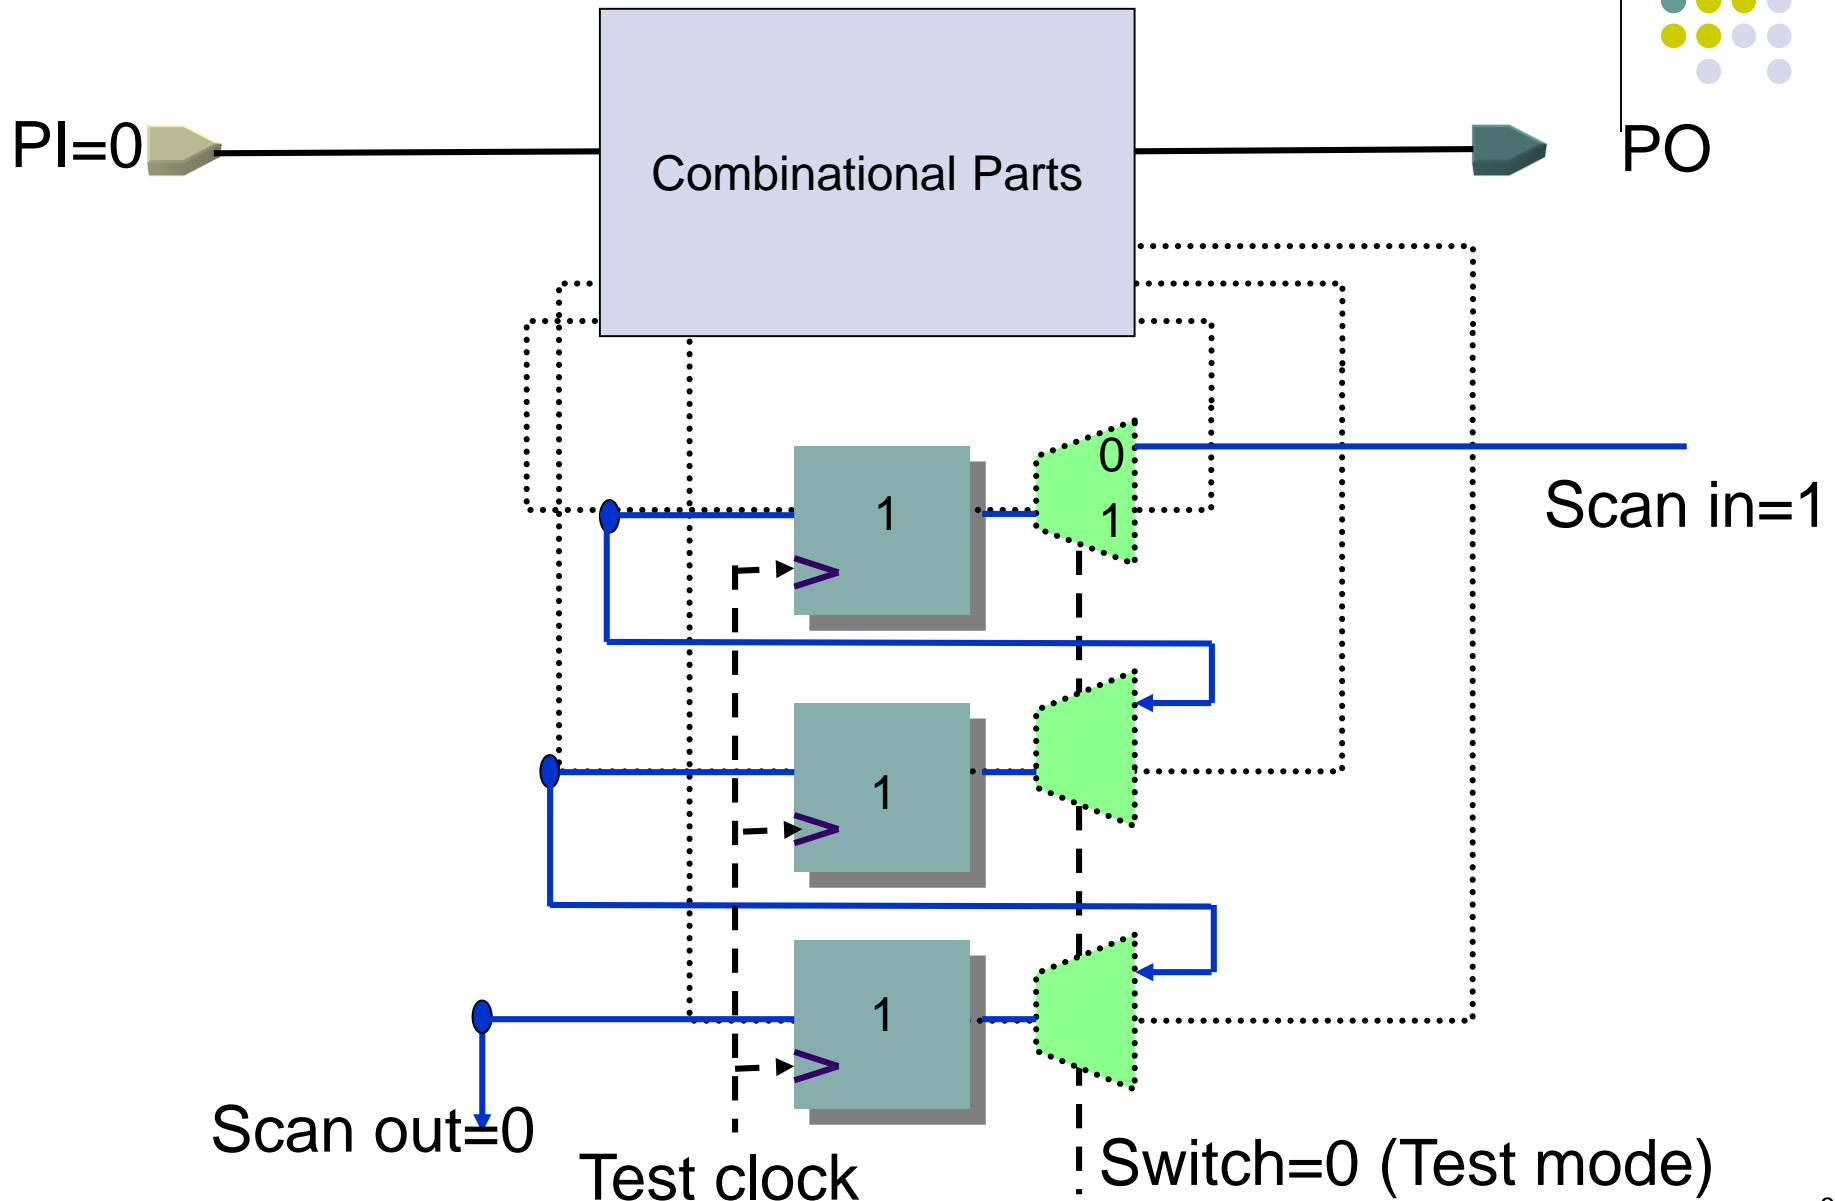 PI=0
Combinational Parts
PO
0
1
1
Scan in=1
1
1
Scan out=0
Test clock
Switch=0 (Test mode)